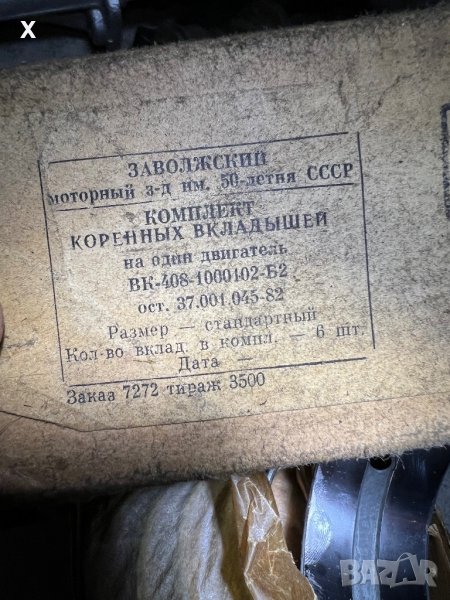 X
ЗАВОЛЖСКИЙ
моторный з-д им. 50-летия СССР
КОМПЛЕКТ
КОРЕННЫХ ВКЛАДЫШЕЙ
на один двигатель
ВК-408-1000102-Б2
ост. 37.001.045-82
Размер — стандартный
Кол-во вклад. в компл. — 6 шт.
Дата —
Заказ 7272 тираж 3500
BAZAR